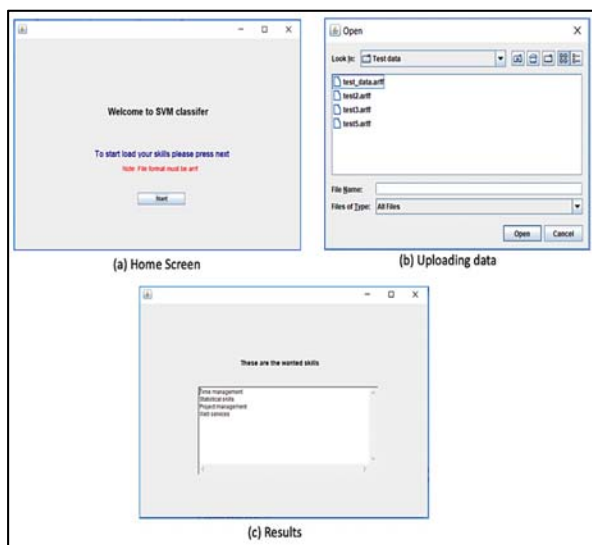 Welcome to SVM classifer
To start load your skills please press next
Note: File format must be arff
Start
(a) Home Screen
Open
Look In: Test data
test_data.arff
test2.arff
test3.arff
test5.arff
File Name:
Files of Type: All Files
Open Cancel
(b) Uploading data
These are the wanted skills
Time management
Statistical skills
Project management
Web services
(c) Results